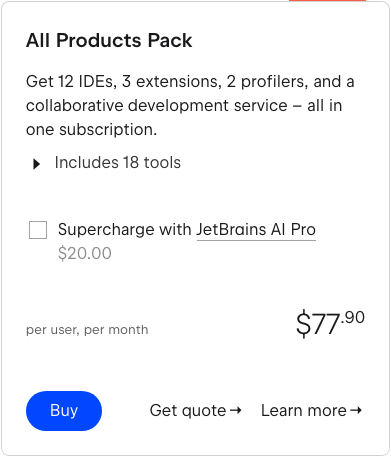 All Products Pack
Get 12 IDEs, 3 extensions, 2 profilers, and a
collaborative development service – all in
one subscription.
Includes 18 tools
Supercharge with JetBrains AI Pro
$20.00
per user, per month
$77.90
Buy
Get quote→
Learn more→